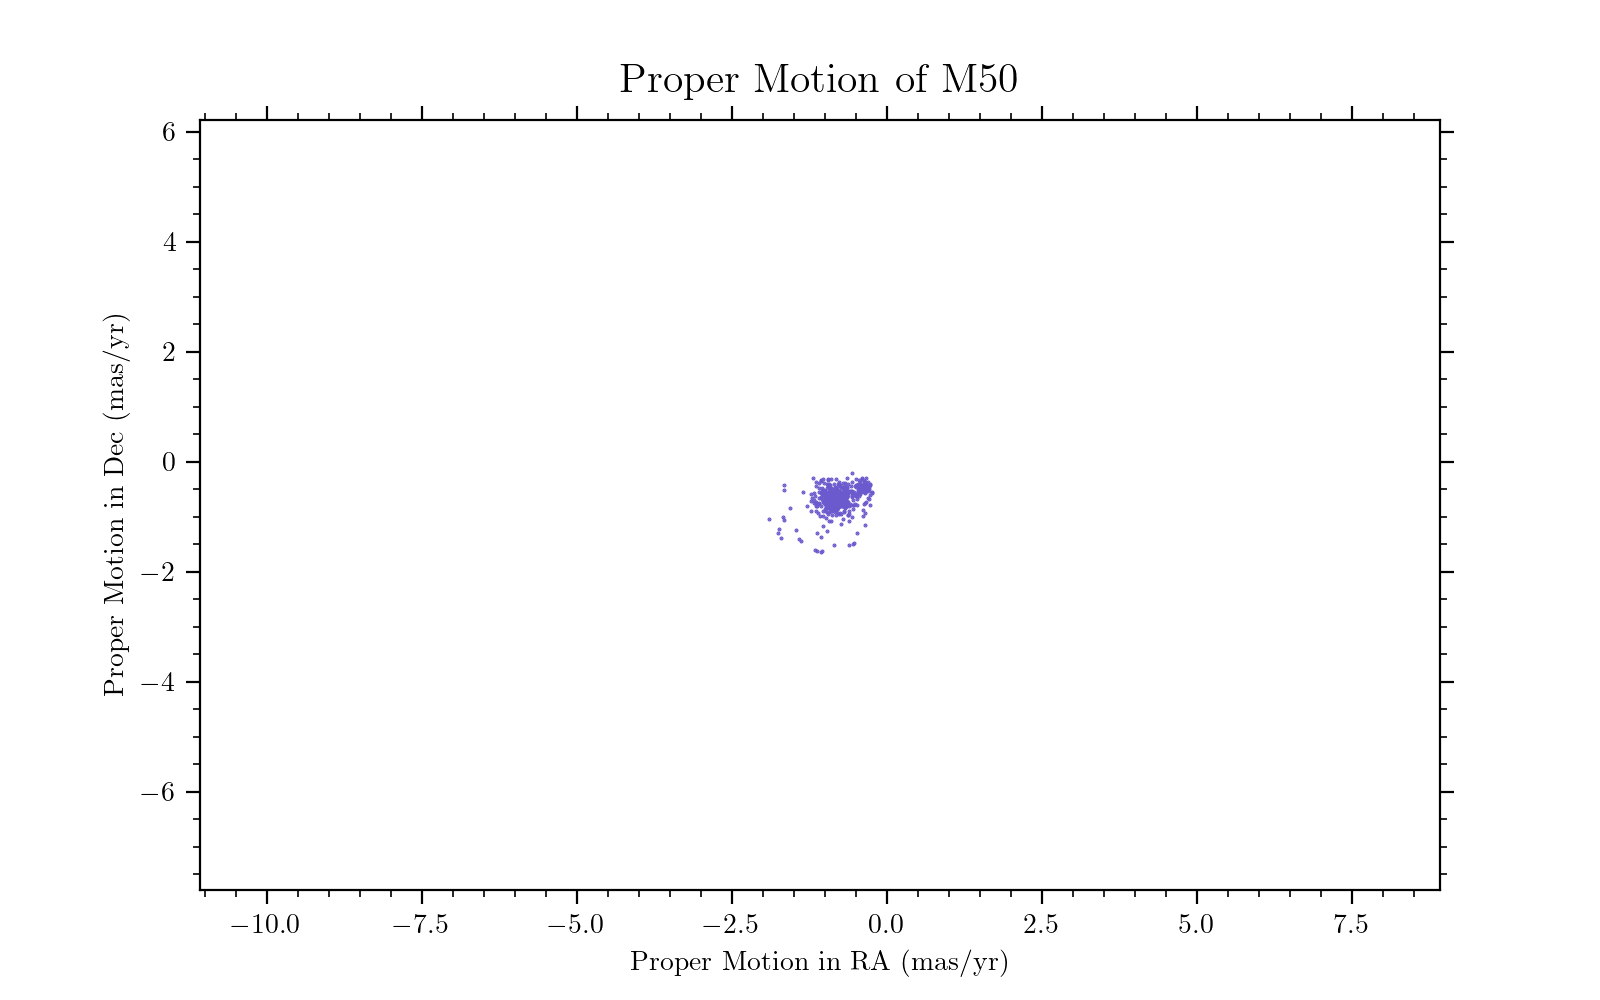 Proper Motion of M50
6
4
2
0
−2
−4
−6
Proper Motion in Dec (mas/yr)
−10.0 −7.5 −5.0 −2.5 0.0 2.5 5.0 7.5
Proper Motion in RA (mas/yr)